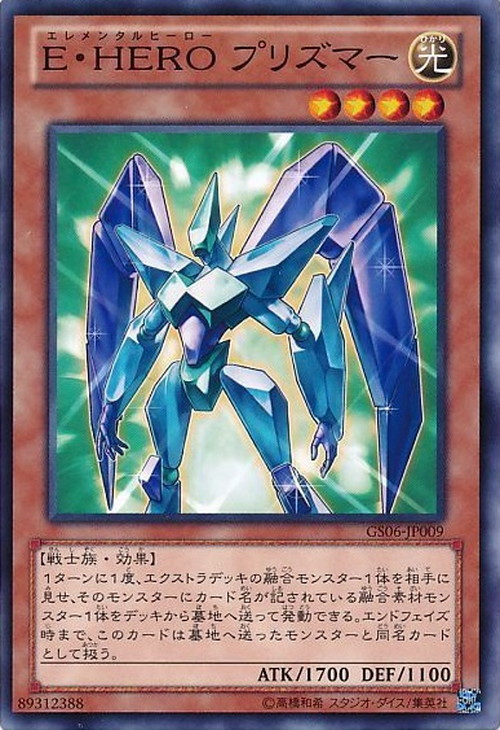 エレメンタルヒーロー
E・HERO プリズマー
ひかり
光
GS06-JP009
【戦士族・効果】
1ターンに1度、エクストラデッキの融合モンスター1体を相手に
見せ、そのモンスターにカード名が記されている融合素材モン
スター1体をデッキから墓地へ送って発動できる。エンドフェイズ
時まで、このカードは墓地へ送ったモンスターと同名カード
として扱う。
ATK/1700 DEF/1100
89312388
©高橋和希 スタジオ・ダイス/集英社